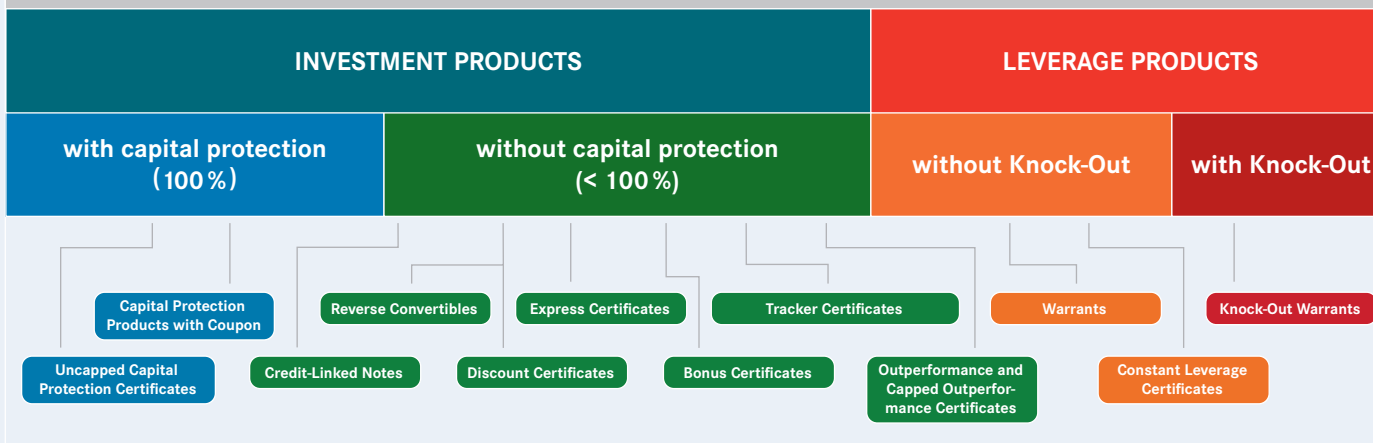 INVESTMENT PRODUCTS
LEVERAGE PRODUCTS
with capital protection
(100 %)
without capital protection
(< 100 %)
without Knock-Out
with Knock-Out
Capital Protection
Products with Coupon
Reverse Convertibles
Express Certificates
Tracker Certificates
Warrants
Knock-Out Warrants
Uncapped Capital
Protection Certificates
Credit-Linked Notes
Discount Certificates
Bonus Certificates
Outperformance and
Capped Outperfor-
mance Certificates
Constant Leverage
Certificates